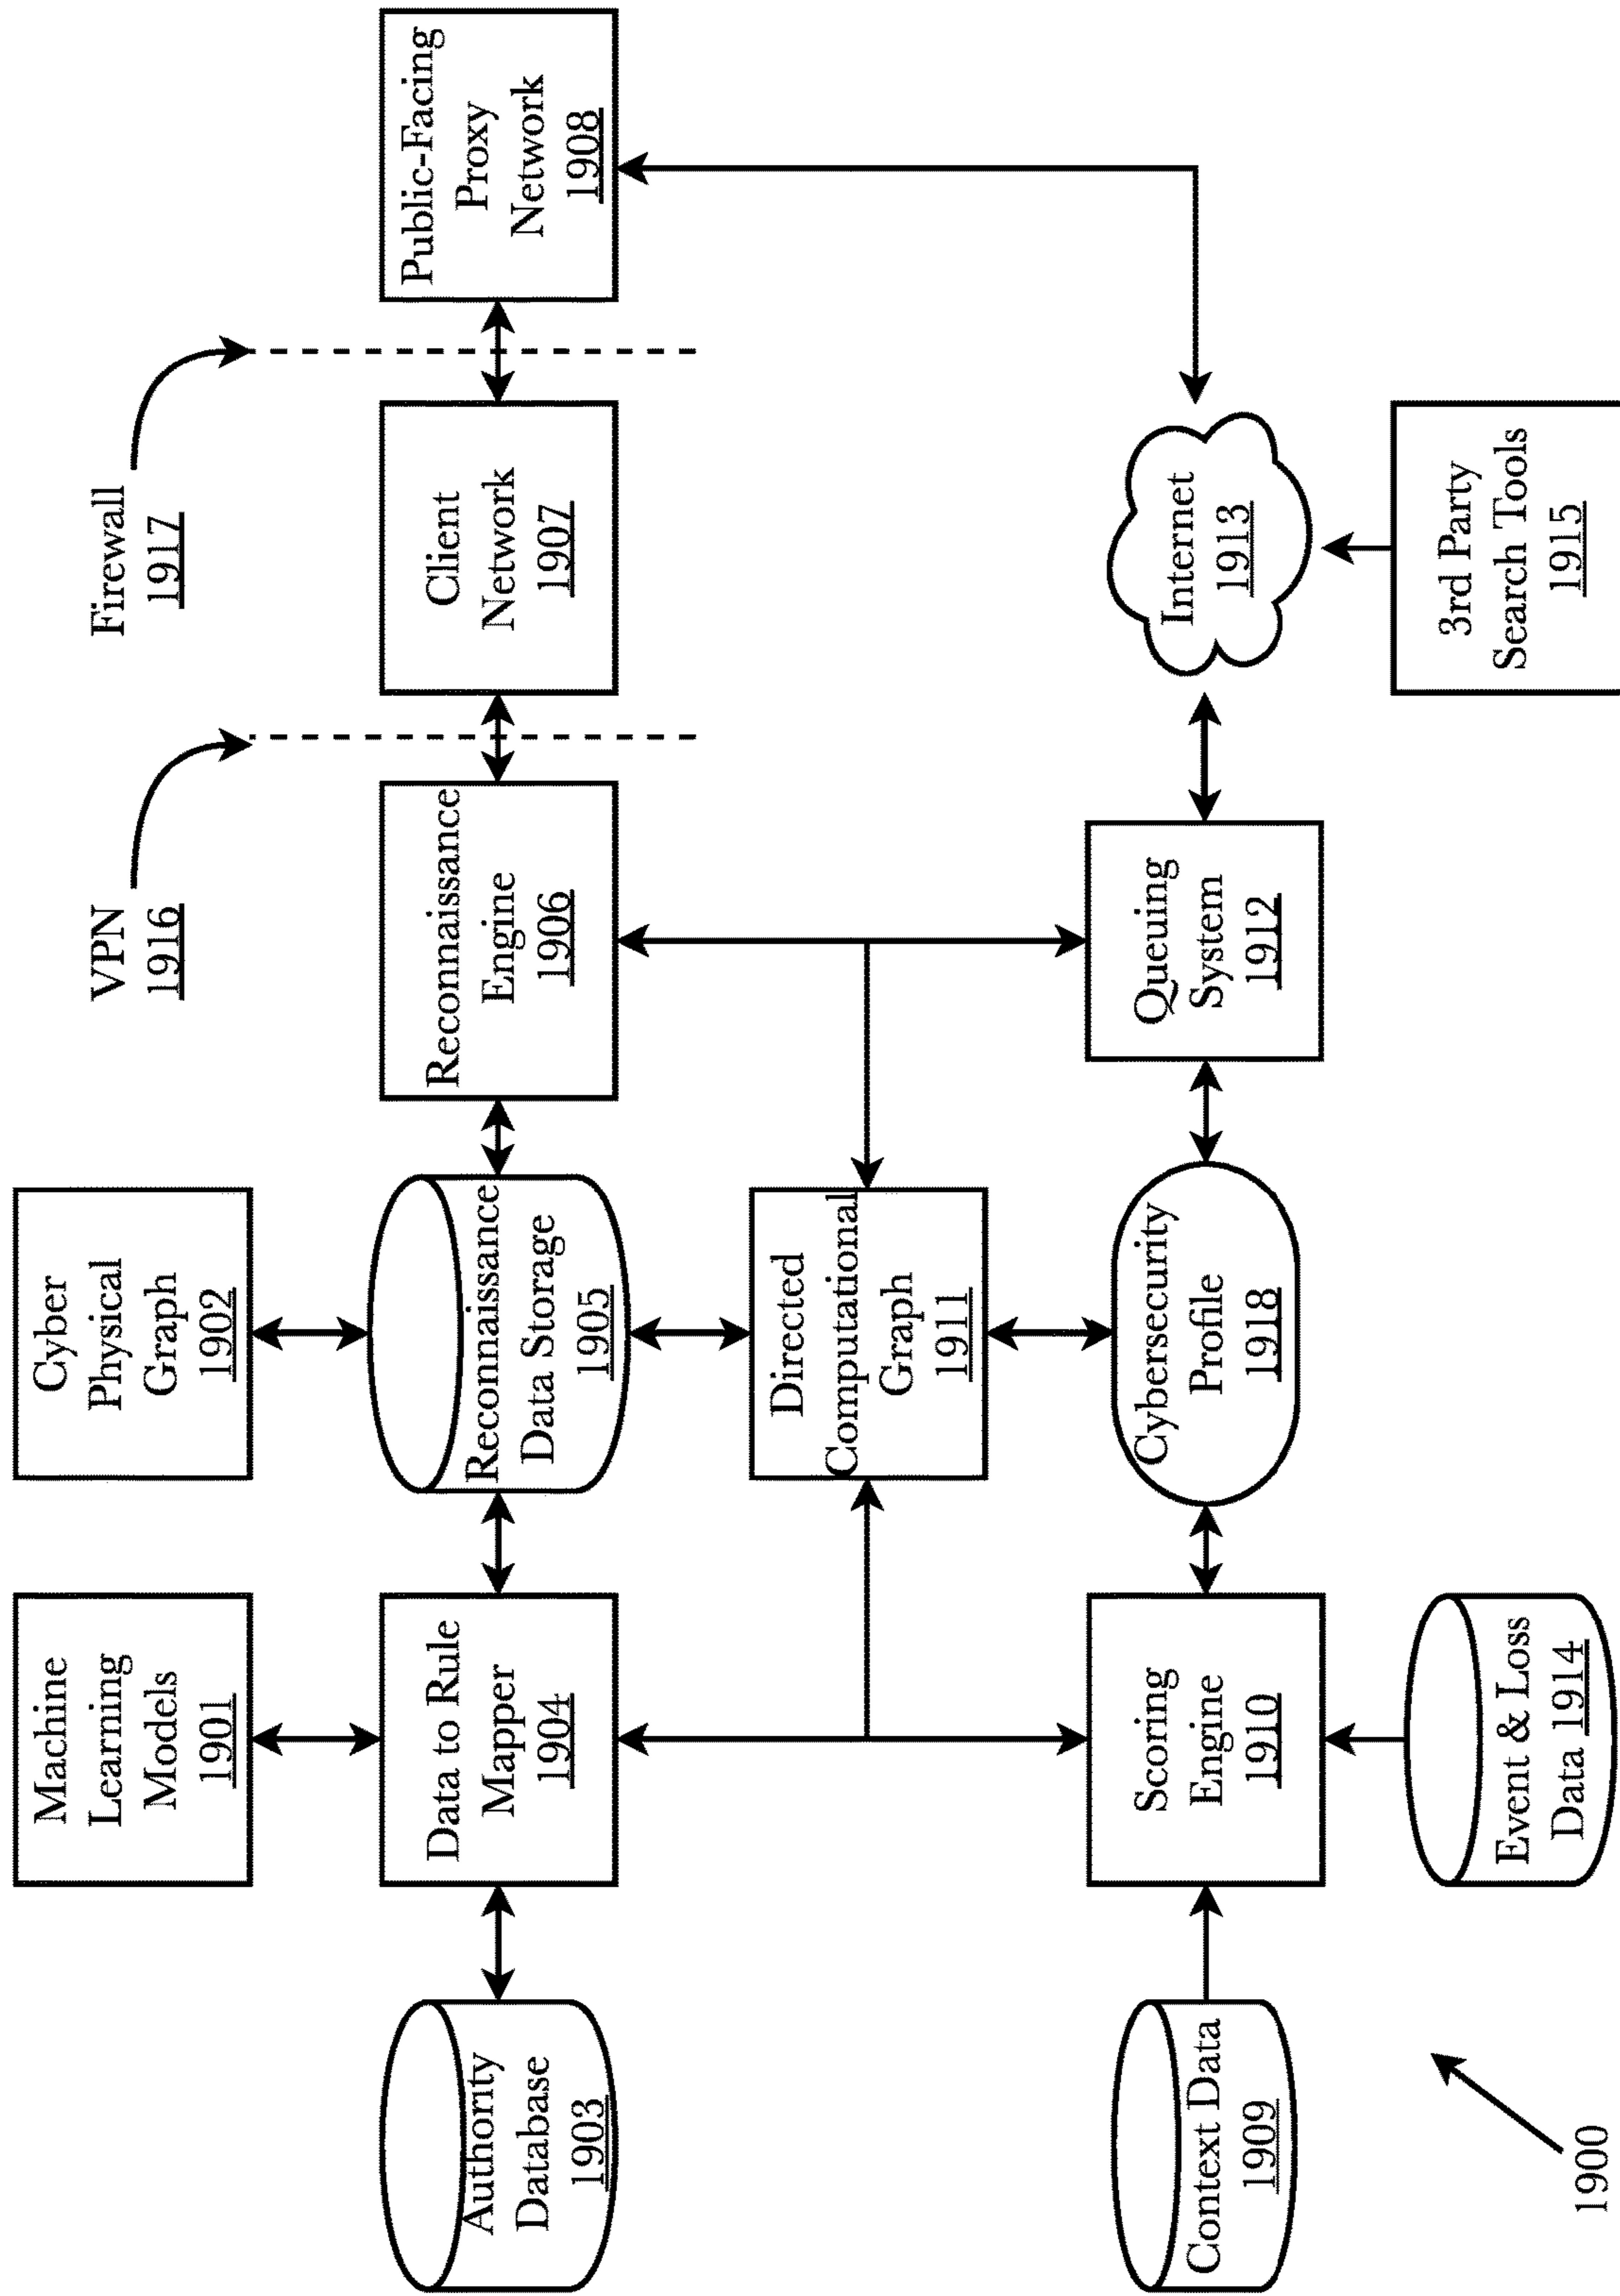 Machine
Learning
Models
1901
Cyber
Physical
Graph
1902
VPN
1916
Firewall
1917
Authority
Database
1903
Data to Rule
Mapper
1904
Reconnaissance
Data Storage
1905
Reconnaissance
Engine
1906
Client
Network
1907
Public-Facing
Proxy
Network
1908
Directed
Computational
Graph
1911
Context Data
1909
Scoring
Engine
1910
Cybersecurity
Profile
1918
Queuing
System
1912
Internet
1913
Event & Loss
Data 1914
3rd Party
Search Tools
1915
1900